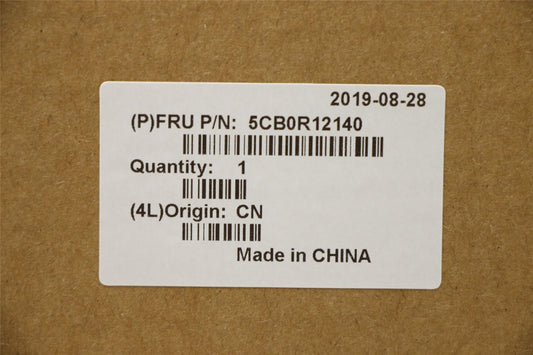 2019-08-28
(P)FRU P/N: 5CB0R12140
Quantity: 1
(4L)Origin: CN
Made in CHINA